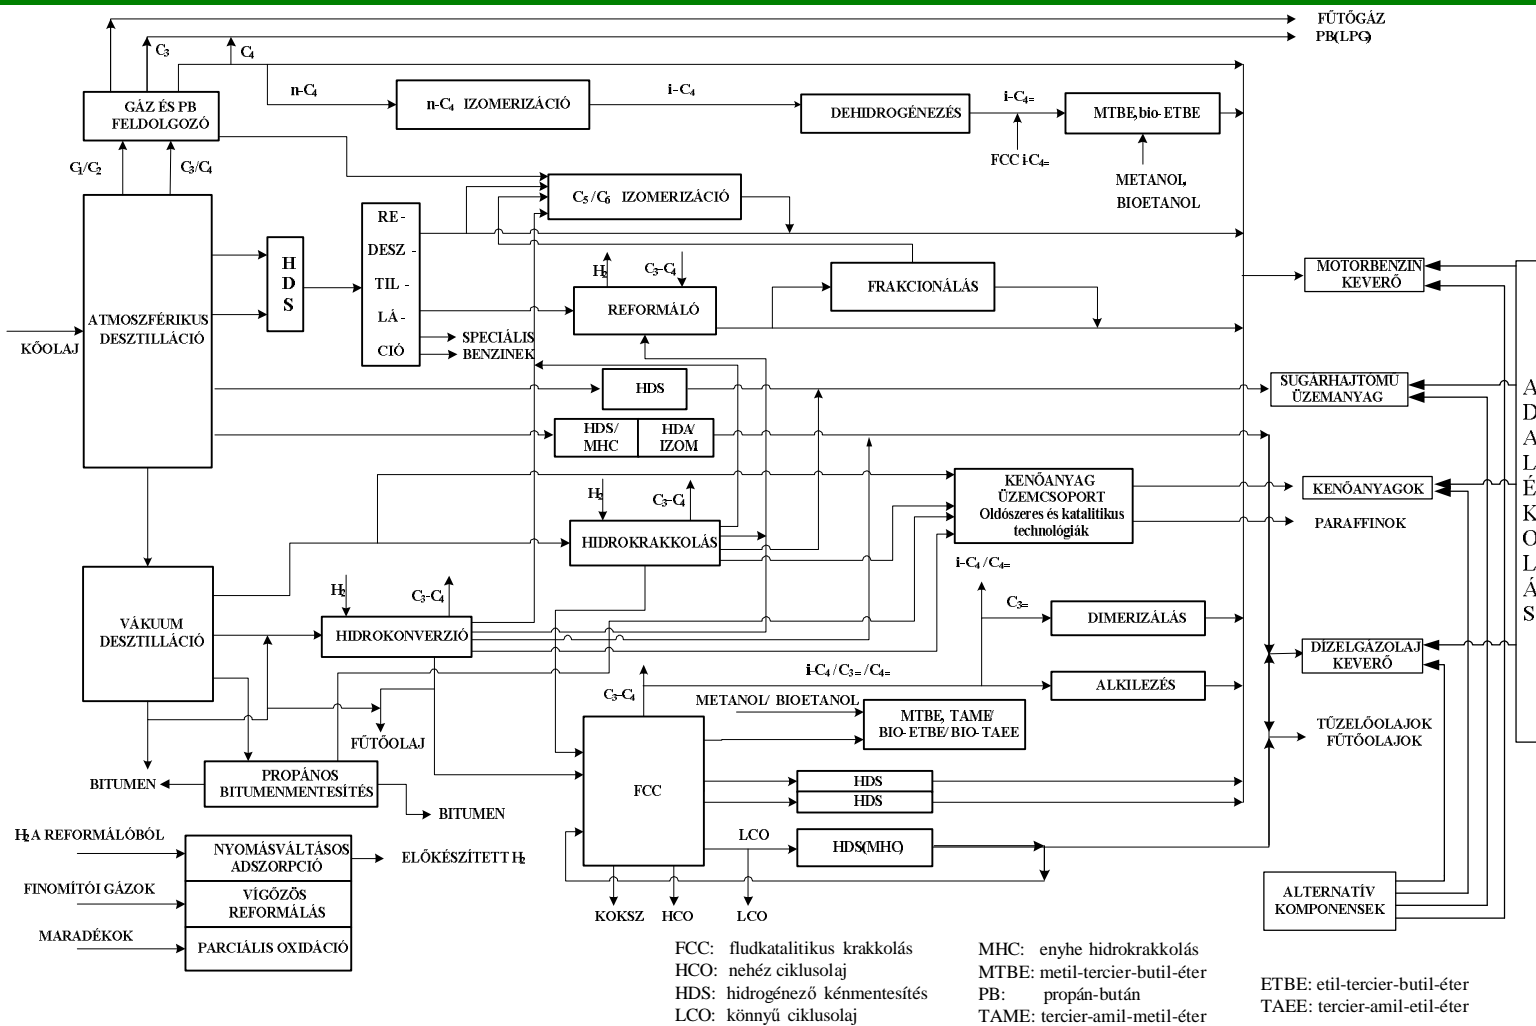 FŰTŐGÁZ
PB(LPG)
C3
C4
n-C4
n-C4 IZOMERIZÁCIÓ
i-C4
DEHIDROGÉNEZÉS
i-C4=
MTBE, bio-ETBE
FCC i-C4=
METANOL,
BIOETANOL
GÁZ ÉS PB
FELDOLGOZÓ
C1/C2
C3/C4
C5/C6 IZOMERIZÁCIÓ
KŐOLAJ
ATMOSZFÉRIKUS
DESZTILLÁCIÓ
H
D
S
RE-
DESZ-
TIL-
LÁ-
CIÓ
SPECIÁLIS
BENZINEK
H2
C3-C4
REFORMÁLÓ
FRAKCIONÁLÁS
MOTORBENZIN
KEVERŐ
HDS
SUGÁRHAJTÓMŰ
ÜZEMANYAG
HDS/
MHC
HDA/
IZOM
H2
C3-C4
HIDROKRAKKOLÁS
KENŐANYAG
ÜZEMCSOPORT
Oldószeres és katalitikus
technológiák
KENŐANYAGOK
PARAFFINOK
A
D
A
L
É
K
O
L
Á
S
VÁKUUM
DESZTILLÁCIÓ
H2
C3-C4
HIDROKONVERZIÓ
i-C4/C4=
C3=
DIMERIZÁLÁS
DÍZELGÁZOLAJ
KEVERŐ
i-C4/C3=/C4=
ALKILEZÉS
C3-C4
METANOL/ BIOETANOL
MTBE, TAME/
BIO-ETBE/BIO-TAEE
TŰZELŐOLAJOK
FŰTŐOLAJOK
FŰTŐOLAJ
BITUMEN
PROPÁNOS
BITUMENMENTESÍTÉS
BITUMEN
FCC
HDS
HDS
LCO
HDS(MHC)
KOKSZ
HCO
LCO
H2 A REFORMÁLÓBÓL
NYOMÁSVÁLTÁSOS
ADSZORPCIÓ
ELŐKÉSZÍTETT H2
FINOMÍTÓI GÁZOK
VÍGŐZÖS
REFORMÁLÁS
MARADÉKOK
PARCIÁLIS OXIDÁCIÓ
ALTERNATÍV
KOMPONENSEK
FCC: fludkatalitikus krakkolás
HCO: nehéz ciklusolaj
HDS: hidrogénező kénmentesítés
LCO: könnyű ciklusolaj
MHC: enyhe hidrokrakkolás
MTBE: metil-tercier-butil-éter
PB: propán-bután
TAME: tercier-amil-metil-éter
ETBE: etil-tercier-butil-éter
TAEE: tercier-amil-etil-éter